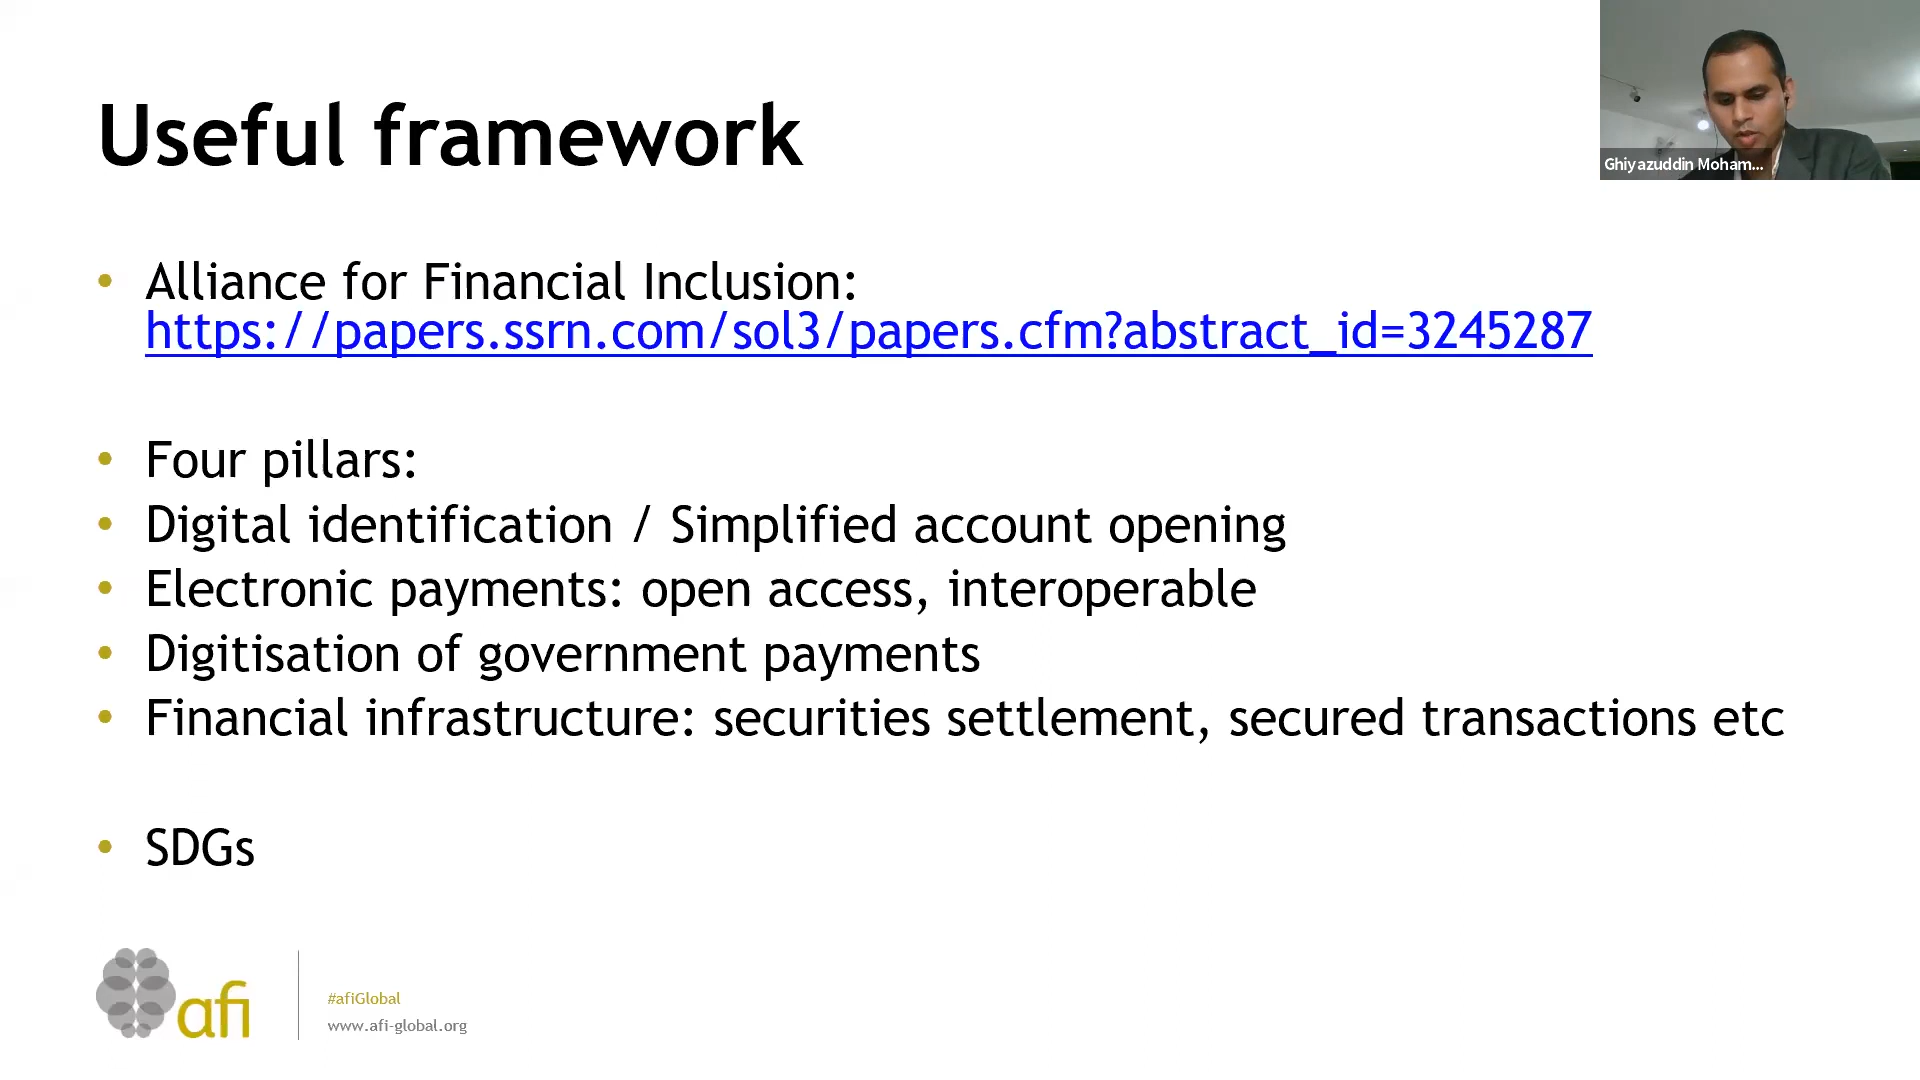 Useful framework
Ghiyazuddin Moham...
• Alliance for Financial Inclusion:
https://papers.ssrn.com/sol3/papers.cfm?abstract_id=3245287
• Four pillars:
• Digital identification / Simplified account opening
• Electronic payments: open access, interoperable
• Digitisation of government payments
• Financial infrastructure: securities settlement, secured transactions etc
• SDGs
afi
#afiGlobal
www.afi-global.org